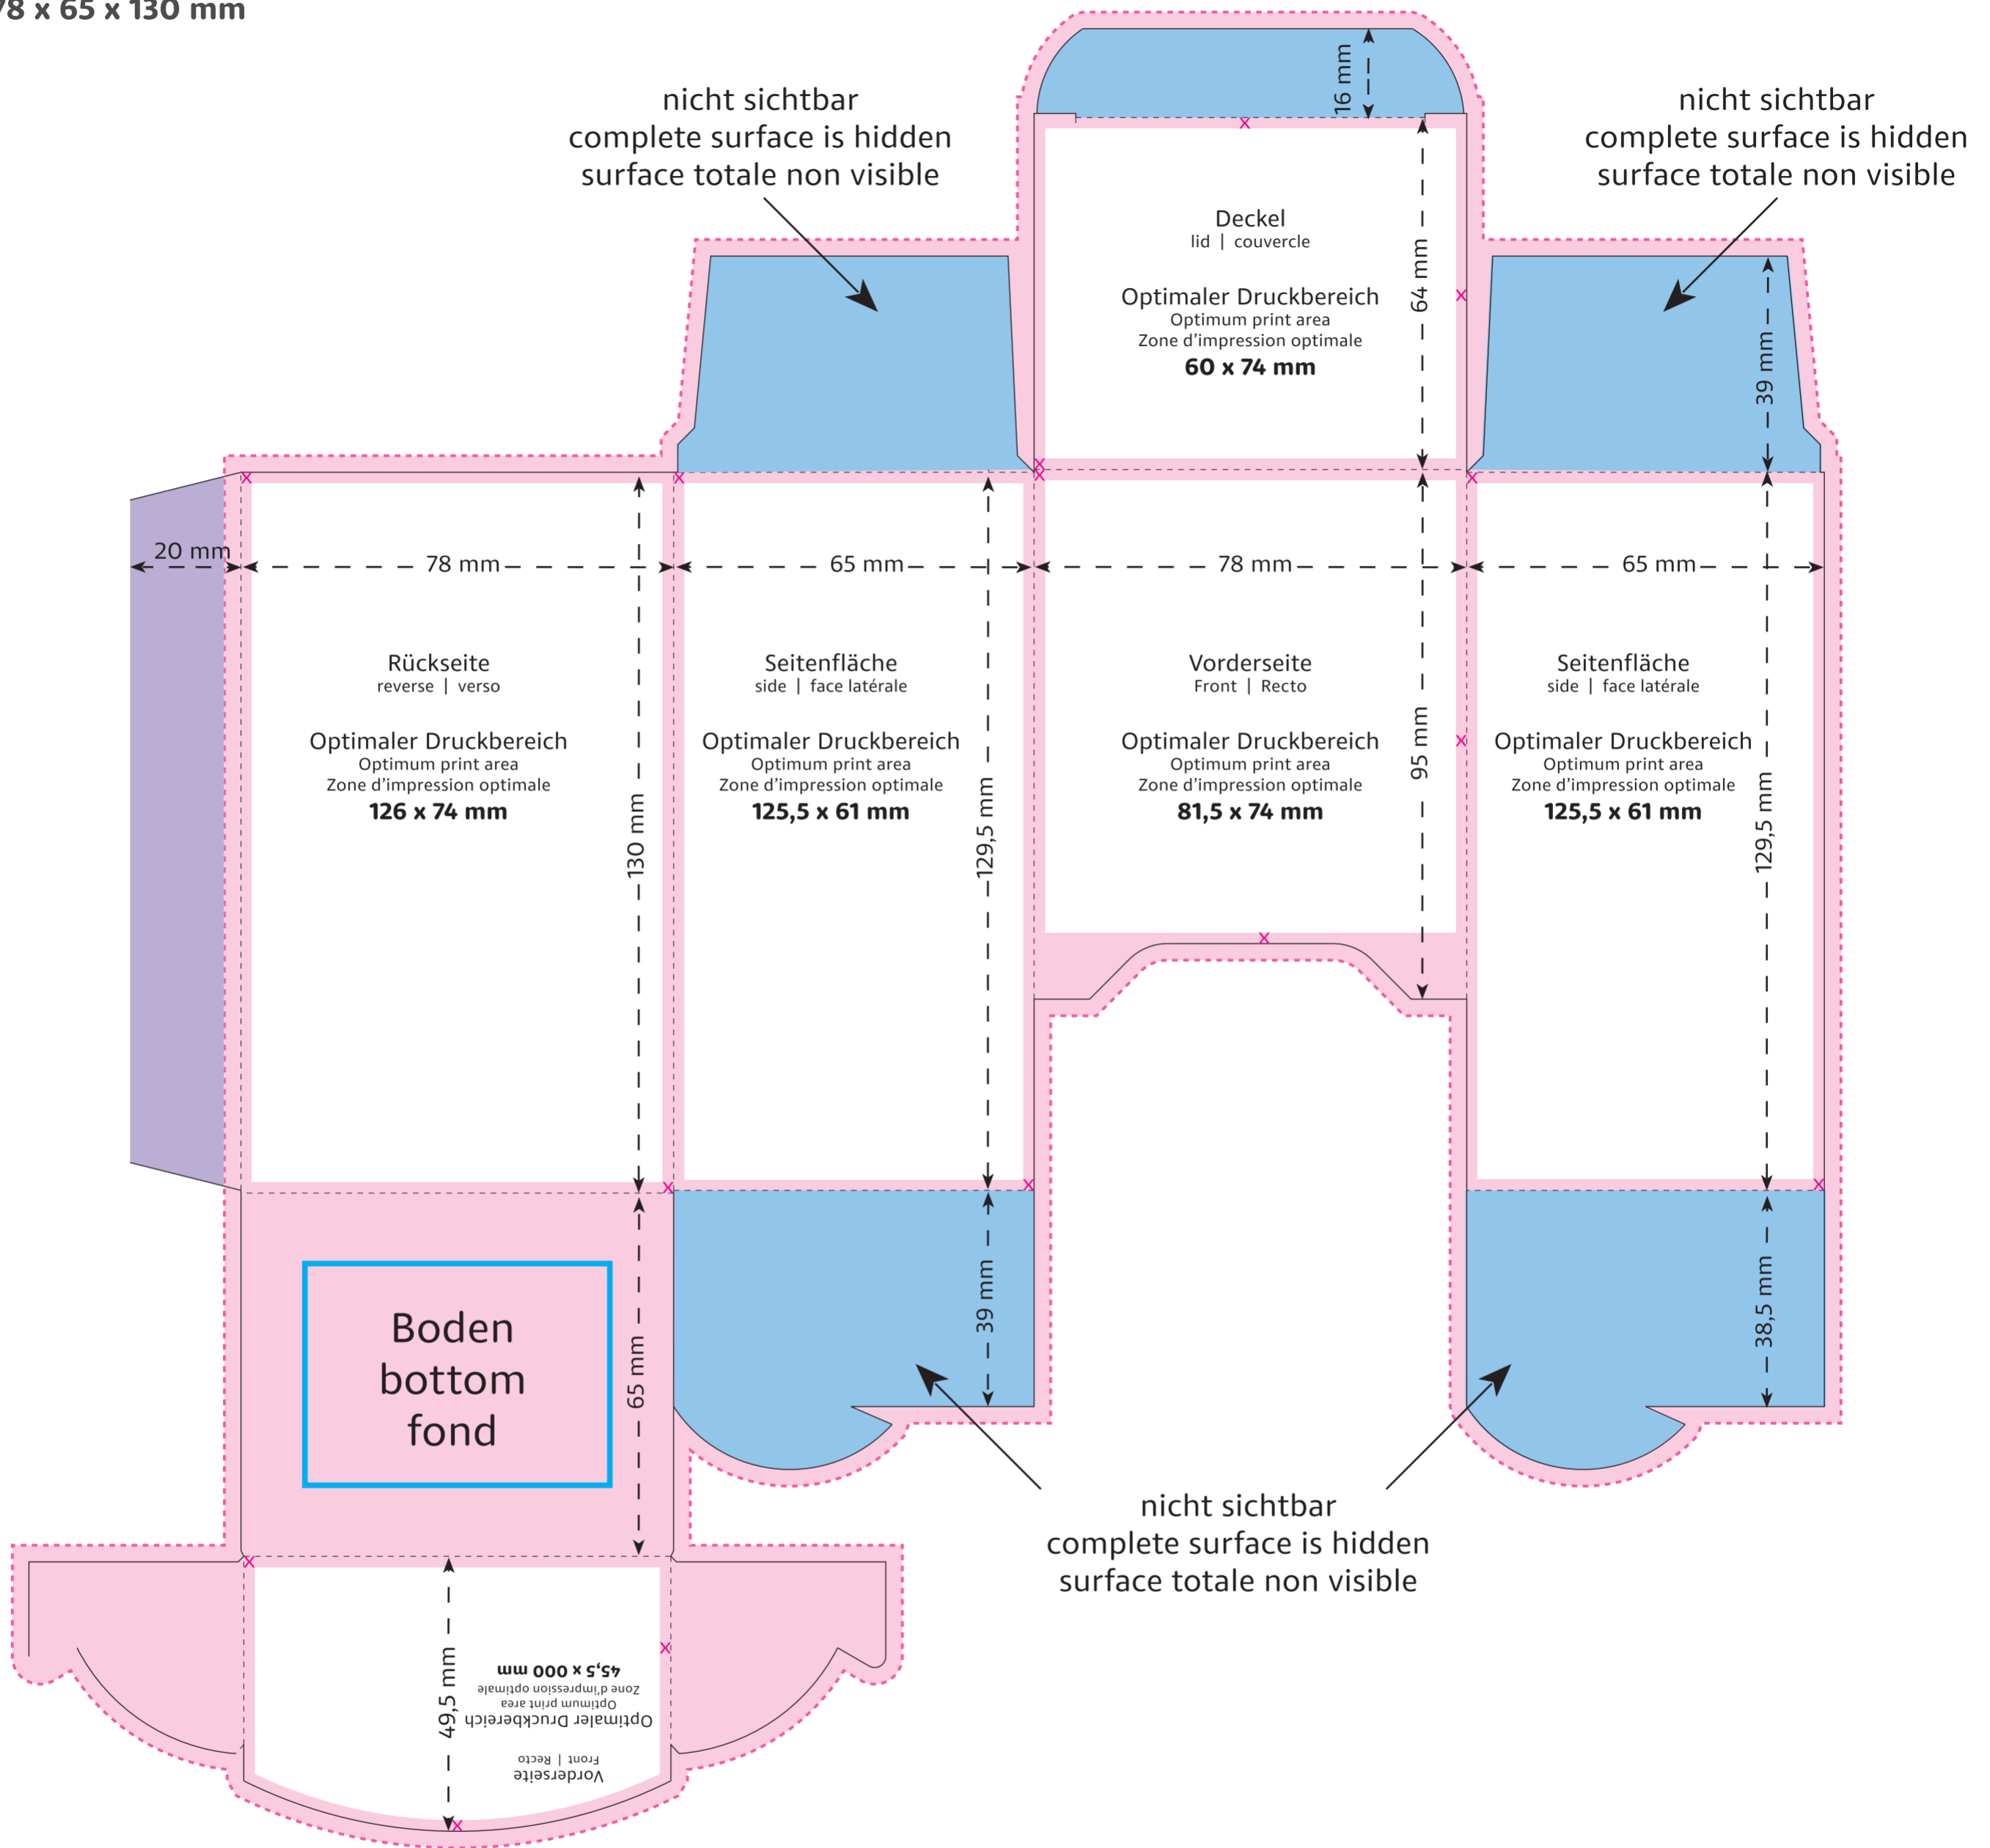 78 x 65 x 130 mm
nicht sichtbar
complete surface is hidden
surface totale non visible
16 mm
nicht sichtbar
complete surface is hidden
surface totale non visible
Deckel
lid | couvercle
Optimaler Druckbereich
Optimum print area
Zone d'impression optimale
60 x 74 mm
64 mm
39 mm
20 mm
78 mm
65 mm
78 mm
65 mm
Rückseite
reverse | verso
Optimaler Druckbereich
Optimum print area
Zone d'impression optimale
126 x 74 mm
130 mm
Seitenfläche
side | face latérale
Optimaler Druckbereich
Optimum print area
Zone d'impression optimale
125,5 x 61 mm
129,5 mm
Vorderseite
Front | Recto
Optimaler Druckbereich
Optimum print area
Zone d'impression optimale
81,5 x 74 mm
95 mm
Seitenfläche
side | face latérale
Optimaler Druckbereich
Optimum print area
Zone d'impression optimale
125,5 x 61 mm
129,5 mm
Boden
bottom
fond
65 mm
39 mm
38,5 mm
nicht sichtbar
complete surface is hidden
surface totale non visible
49,5 mm
Vorderseite
Front | Recto
Optimaler Druckbereich
Optimum print area
Zone d'impression optimale
45,5 x 000 mm